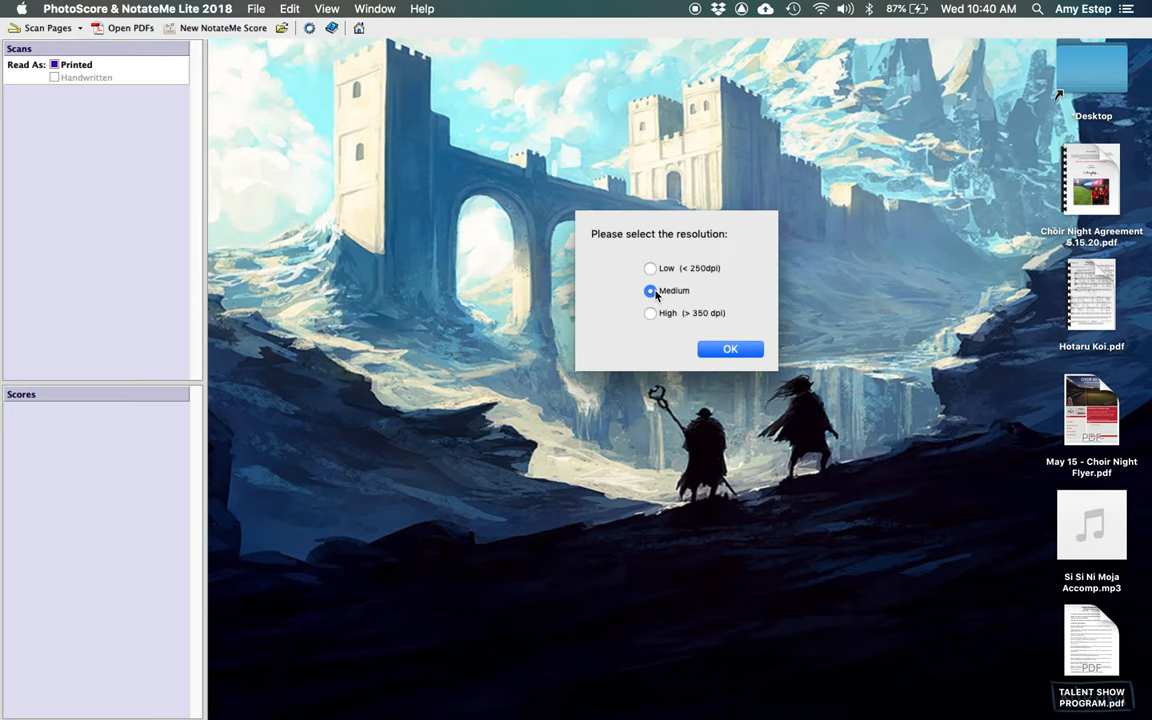 PhotoScore & NotateMe Lite 2018 File Edit View Window Help 87% Wed 10:40 AM Amy Estep
Scan Pages Open PDFs New NotateMe Score
Scans
Read As: Printed
Handwritten
Scores
Please select the resolution:
Low (< 250dpi)
Medium
High (> 350 dpi)
OK
Desktop
Choir Night Agreement
5.15.20.pdf
Hotaru Koi.pdf
PDF
May 15 - Choir Night
Flyer.pdf
Si Si Ni Moja
Accomp.mp3
PDF
TALENT SHOW
PROGRAM.pdf